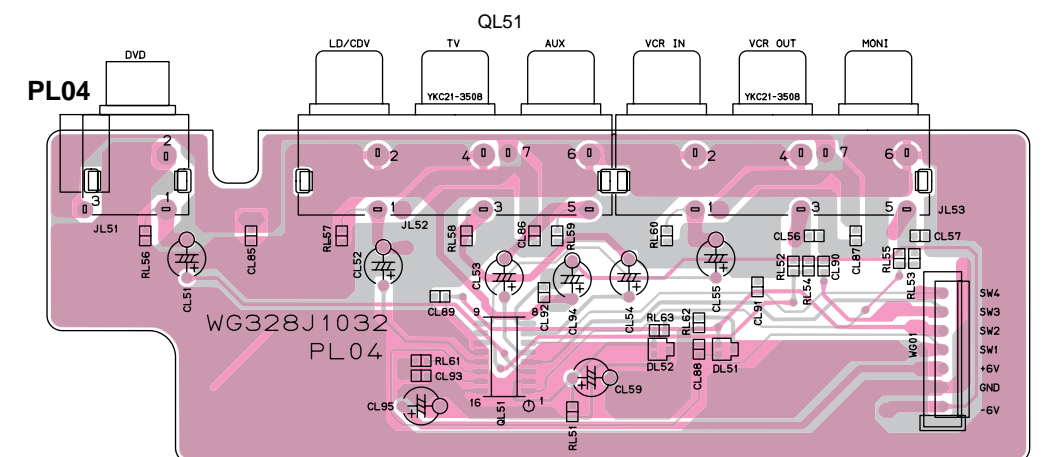 QL51
DVD LD/CDV TV AUX VCR IN VCR OUT MONI
PL04 YKC21-3508 YKC21-3508
2 2 4 7 6 2 4 7 6
3 1 1 3 5 1 3 5
JL51 JL52 JL53
RL56 CL85 RL57 RL58 CL86 RL59 RL60 CL56 CL87 CL57
CL51 CL52 CL53 CL92 CL94 CL54 CL55 CL91 RL52 RL54 CL90 RL55 RL53
CL89 9 8
WG328J1032
PL04
RL63 RL62
DL52 CL88 DL51
RL61
CL93
CL95 16 QL51 1
CL59
RL51
WG01
SW4
SW3
SW2
SW1
+6V
GND
-6V